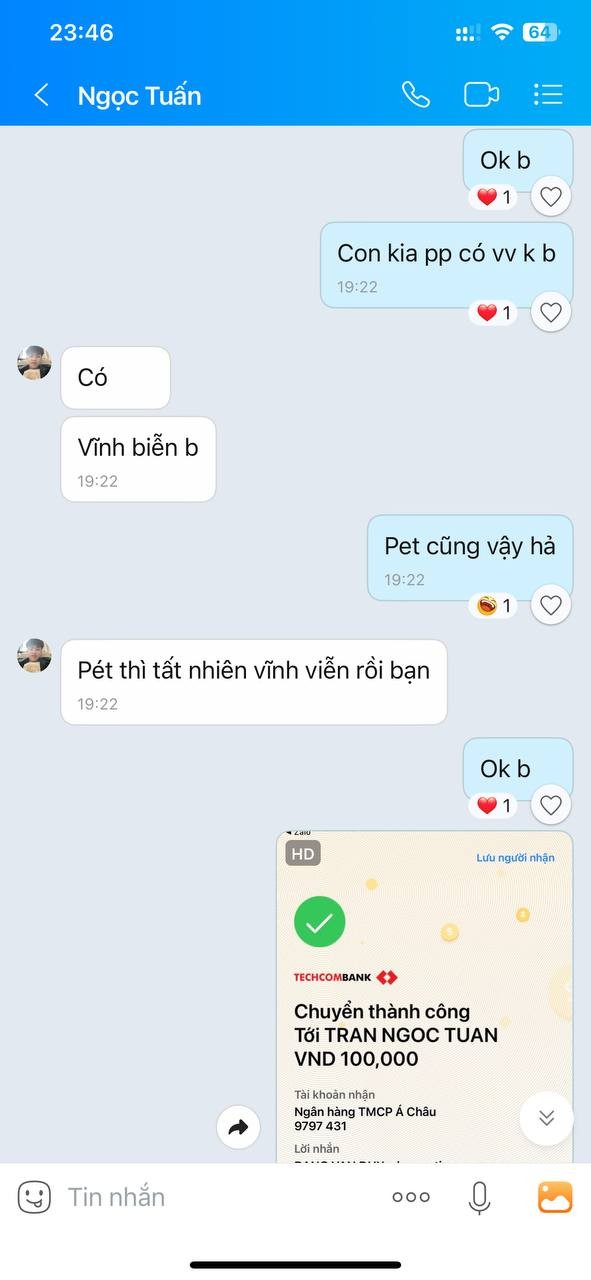 23:46
64
Ngọc Tuấn
Ok b
1
Con kia pp có vv k b
19:22
1
Có
Vĩnh biễn b
19:22
Pet cũng vậy hả
19:22
1
Pét thì tất nhiên vĩnh viễn rồi bạn
19:22
Ok b
1
Zalo
HD
Lưu người nhận
TECHCOMBANK
Chuyển thành công
Tới TRAN NGOC TUAN
VND 100,000
Tài khoản nhận
Ngân hàng TMCP Á Châu
9797 431
Lời nhắn
Tin nhắn